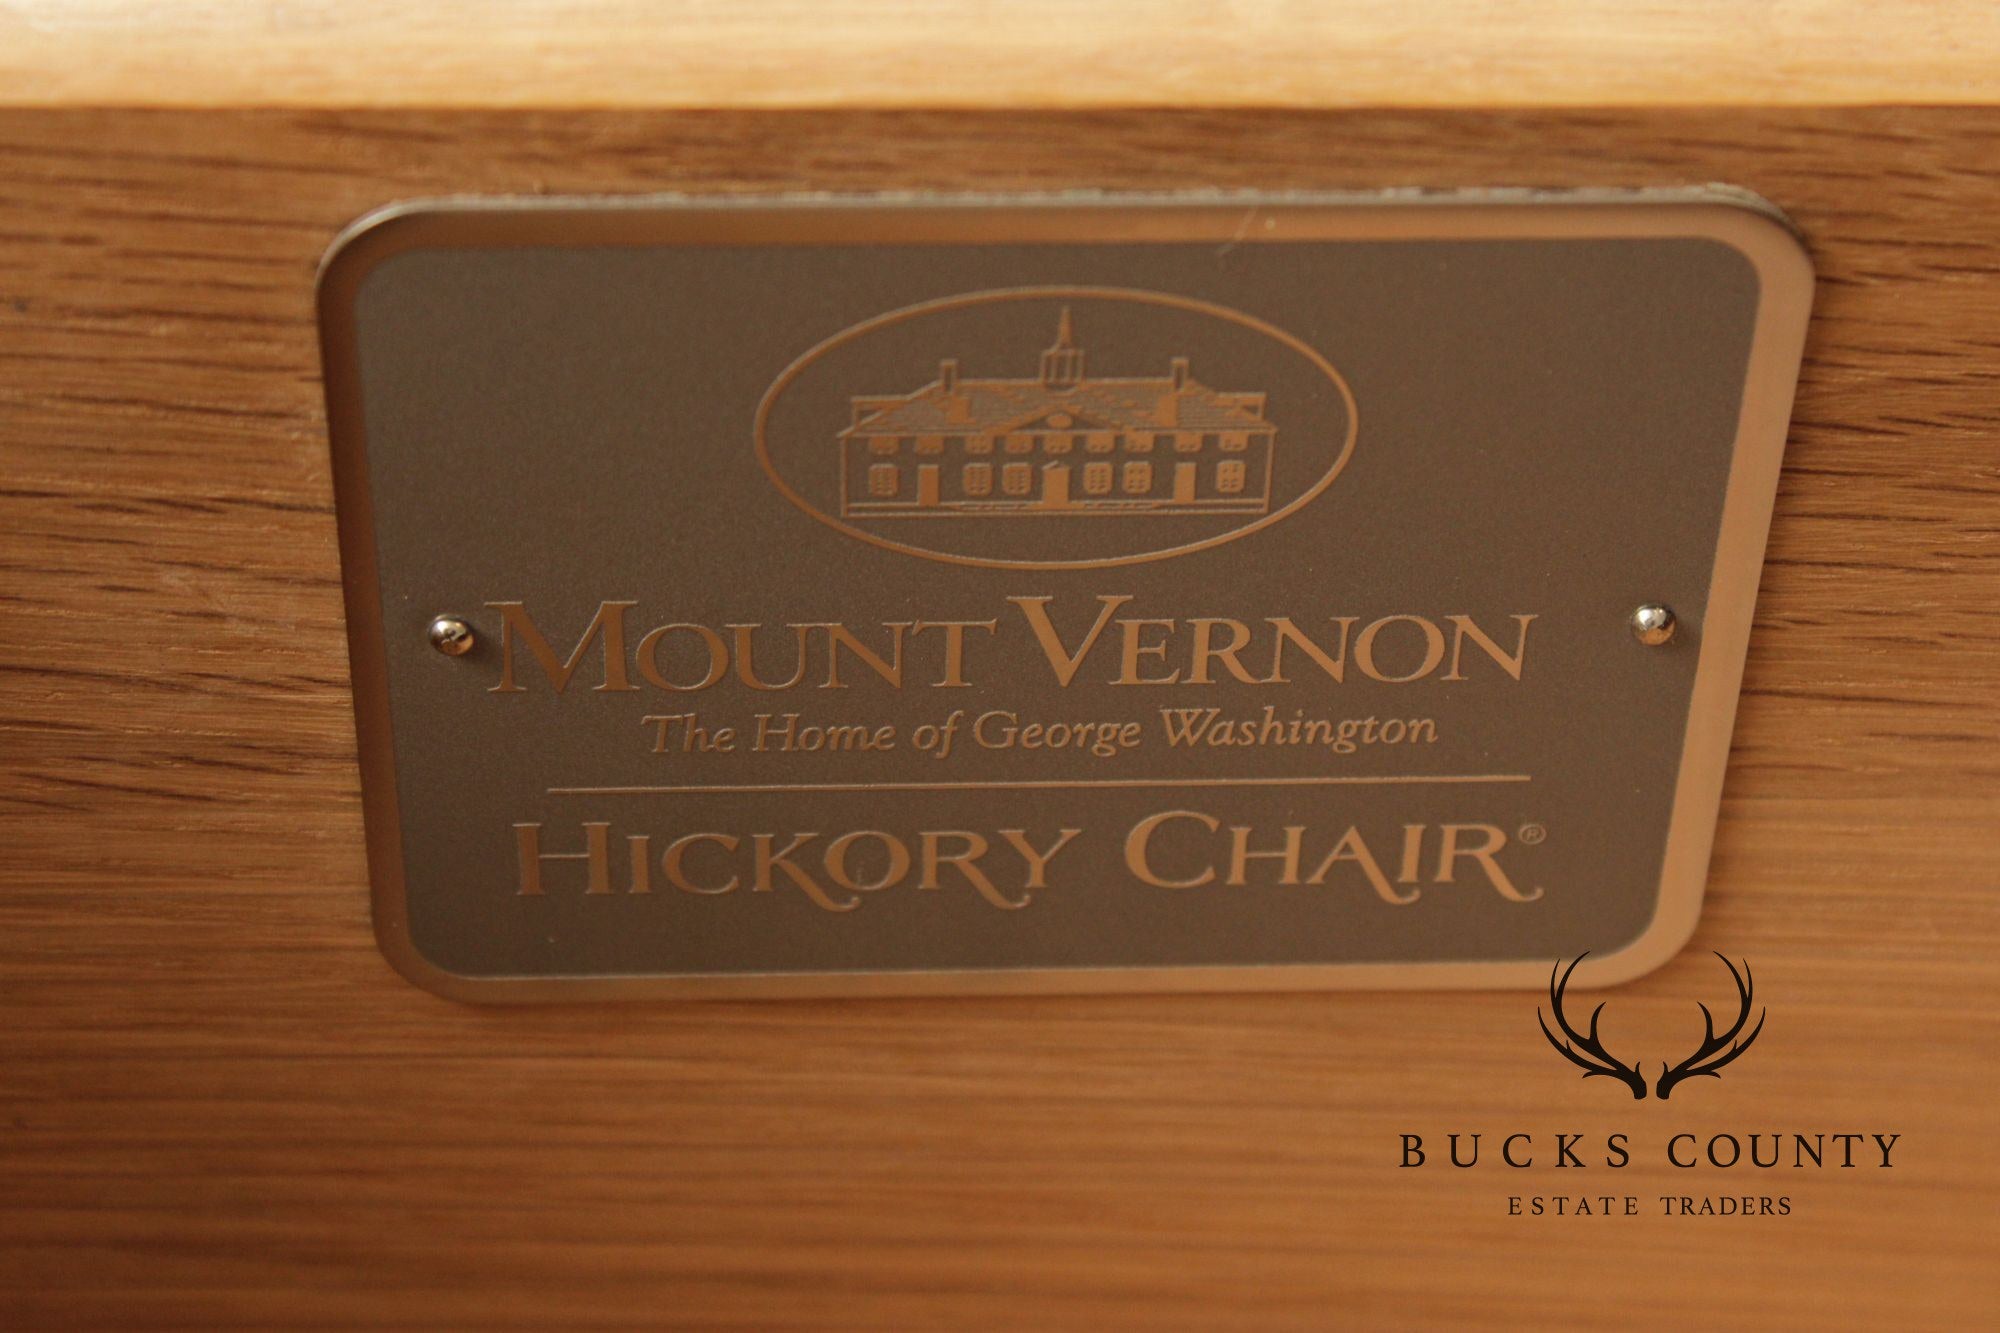 MOUNT VERNON
The Home of George Washington
HICKORY CHAIR®
BUCKS COUNTY
ESTATE TRADERS